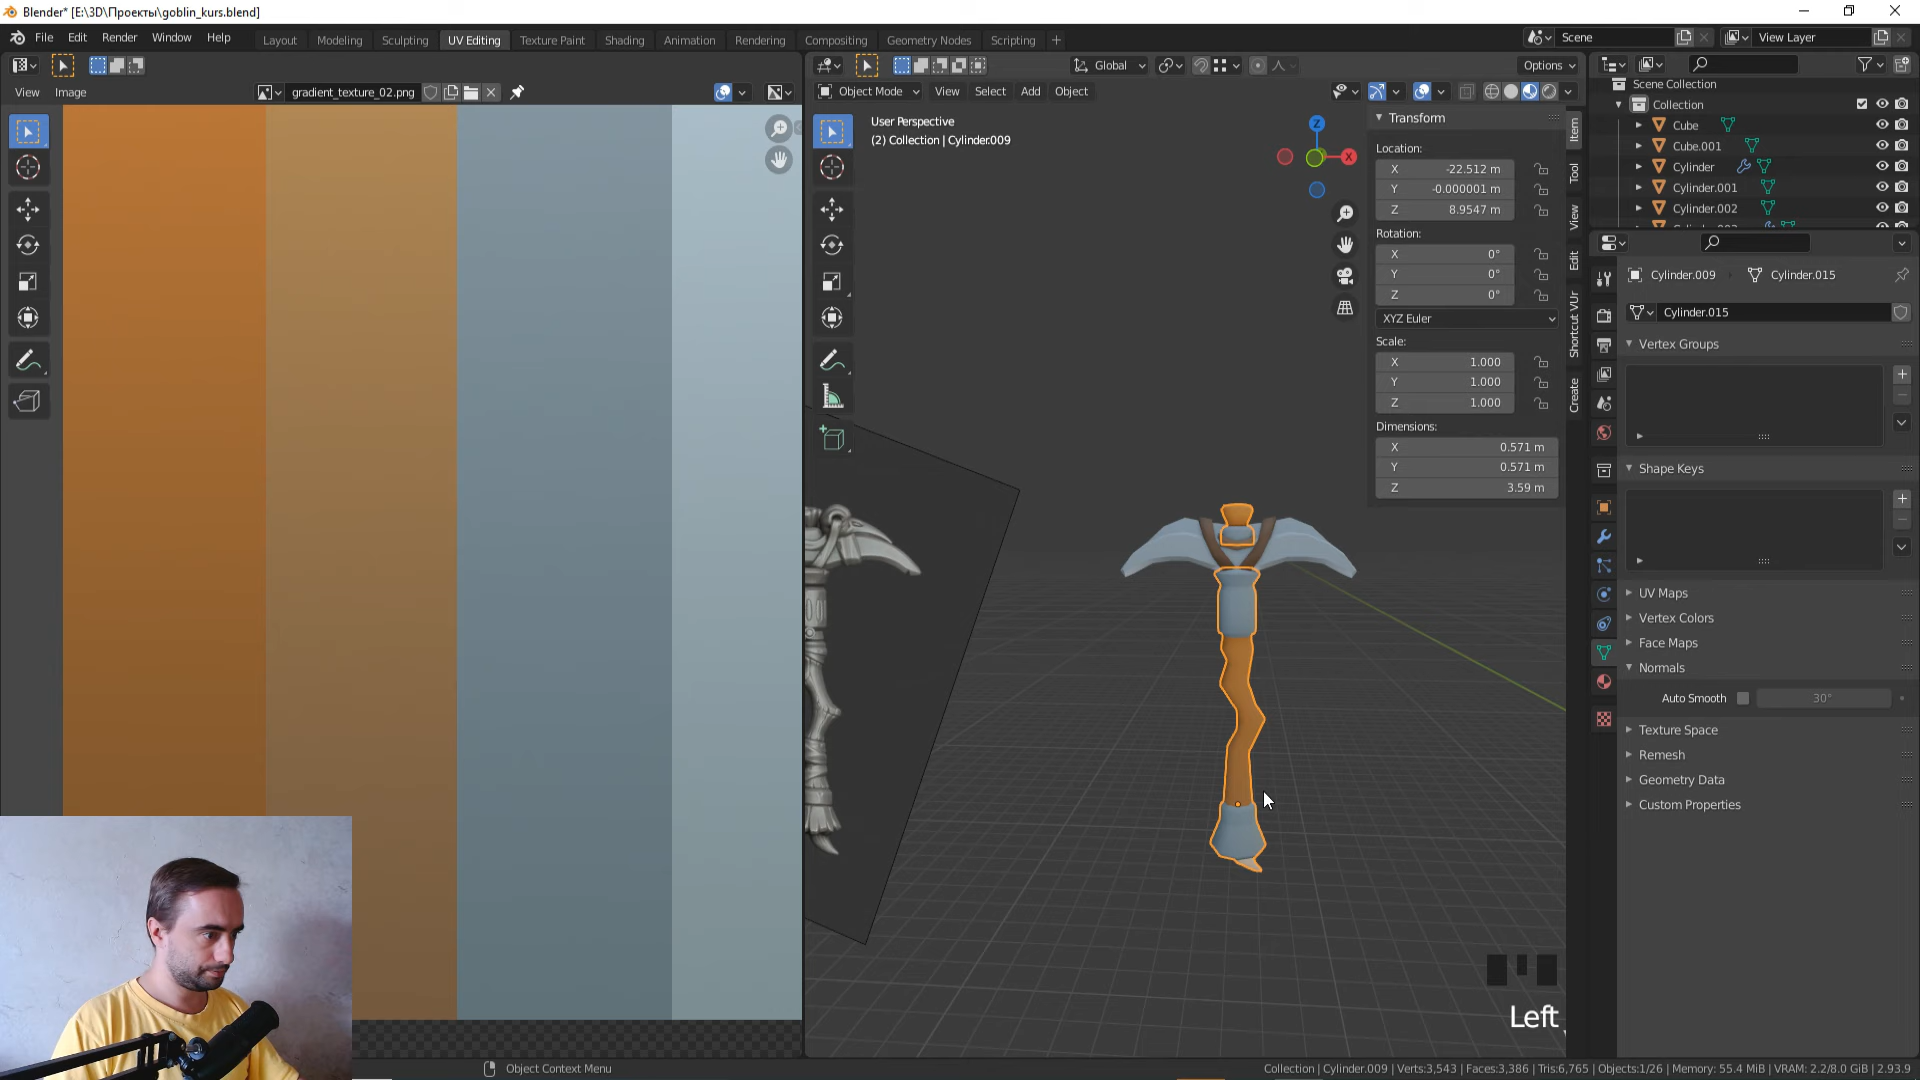 Blender* [E:\3D\Проекты\goblin_kurs.blend]
File Edit Render Window Help
Layout Modeling Sculpting UV Editing Texture Paint Shading Animation Rendering Compositing Geometry Nodes Scripting +
Scene
View Layer
View Image
gradient_texture_02.png
Global
Options
Object Mode View Select Add Object
User Perspective
(2) Collection | Cylinder.009
Z
X
Transform
Location:
X -22.512 m
Y -0.000001 m
Z 8.9547 m
Rotation:
X 0°
Y 0°
Z 0°
XYZ Euler
Scale:
X 1.000
Y 1.000
Z 1.000
Dimensions:
X 0.571 m
Y 0.571 m
Z 3.59 m
Item
Tool
View
Edit
Shortcut VUr
Create
Scene Collection
Collection
Cube
Cube.001
Cylinder
Cylinder.001
Cylinder.002
Cylinder.009 Cylinder.015
Cylinder.015
Vertex Groups
Shape Keys
UV Maps
Vertex Colors
Face Maps
Normals
Auto Smooth 30°
Texture Space
Remesh
Geometry Data
Custom Properties
Left
Object Context Menu
Collection | Cylinder.009 | Verts:3,543 | Faces:3,386 | Tris:6,765 | Objects:1/26 | Memory: 55.4 MiB | VRAM: 2.2/8.0 GiB | 2.93.9